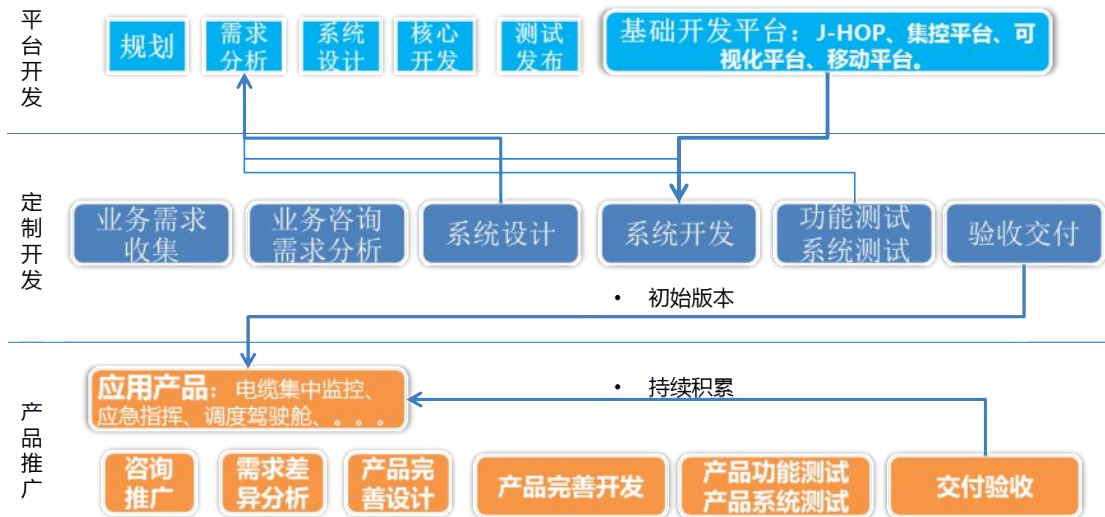 平台开发
规划
需求
分析
系统
设计
核心
开发
测试
发布
基础开发平台：J-HOP、集控平台、可
视化平台、移动平台。
定制开发
业务需求
收集
业务咨询
需求分析
系统设计
系统开发
功能测试
系统测试
验收交付
• 初始版本
产品推广
应用产品：电缆集中监控、
应急指挥、调度驾驶舱、。。。
• 持续积累
咨询
推广
需求差
异分析
产品完
善设计
产品完善开发
产品功能测试
产品系统测试
交付验收